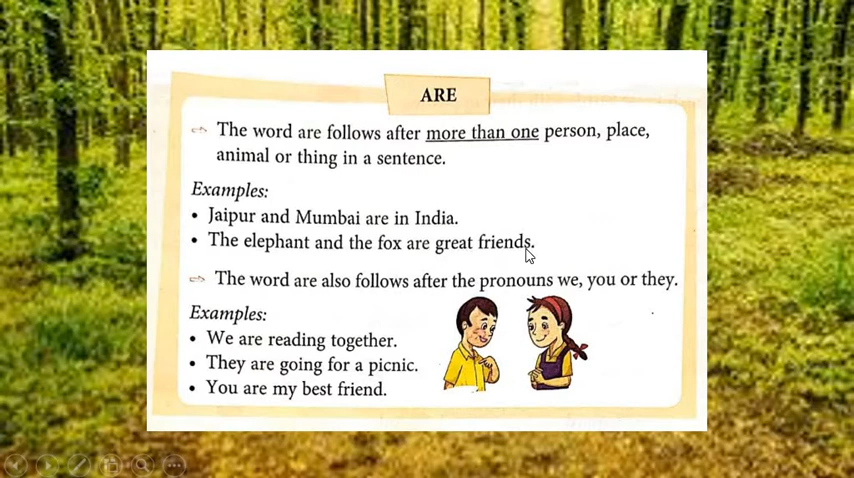 ARE
The word are follows after more than one person, place,
animal or thing in a sentence.
Examples:
• Jaipur and Mumbai are in India.
• The elephant and the fox are great friends.
The word are also follows after the pronouns we, you or they.
Examples:
• We are reading together.
• They are going for a picnic.
• You are my best friend.